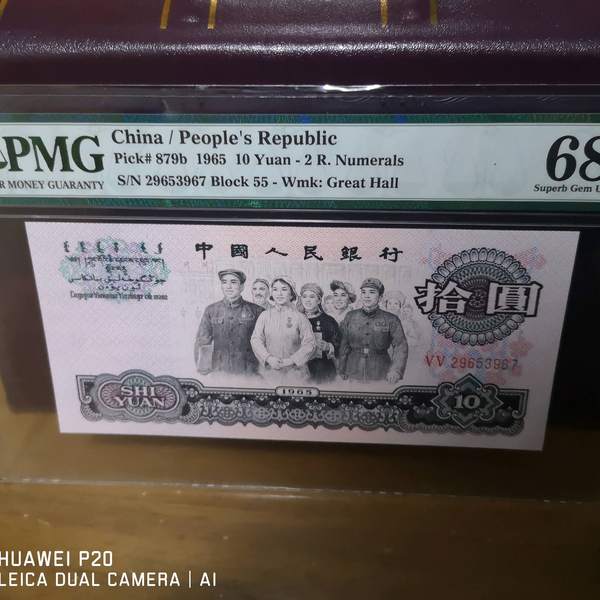 PMG
R MONEY GUARANTY
China / People's Republic
Pick# 879b 1965 10 Yuan - 2 R. Numerals
S/N 29653967 Block 55 - Wmk: Great Hall
68
Superb Gem U
中國人民銀行
拾圓
VV 29653967
SHI
YUAN
1965
10
HUAWEI P20
LEICA DUAL CAMERA | AI